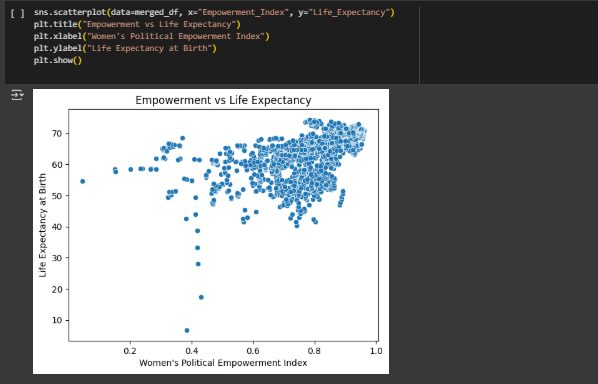 [ ] sns.scatterplot(data=merged_df, x="Empowerment_Index", y="Life_Expectancy")
plt.title("Empowerment vs Life Expectancy")
plt.xlabel("Women's Political Empowerment Index")
plt.ylabel("Life Expectancy at Birth")
plt.show()
Empowerment vs Life Expectancy
Life Expectancy at Birth
70
60
50
40
30
20
10
0.2 0.4 0.6 0.8 1.0
Women's Political Empowerment Index